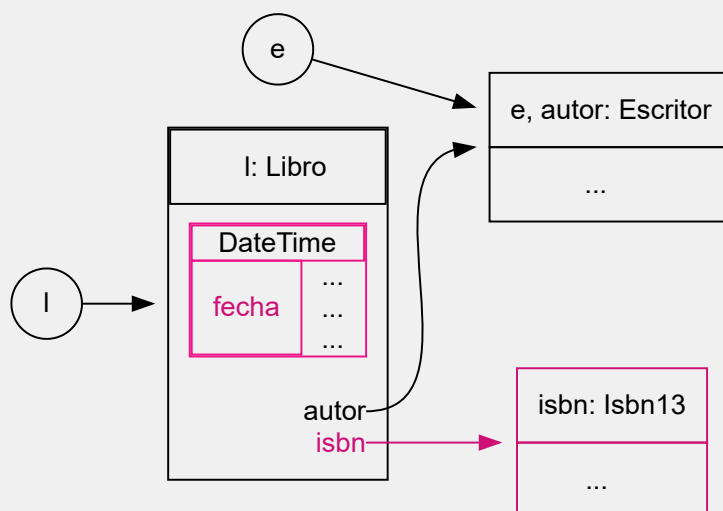 e
e, autor: Escritor
...
l: Libro
DateTime
fecha
...
...
...
l
autor
isbn
isbn: Isbn13
...